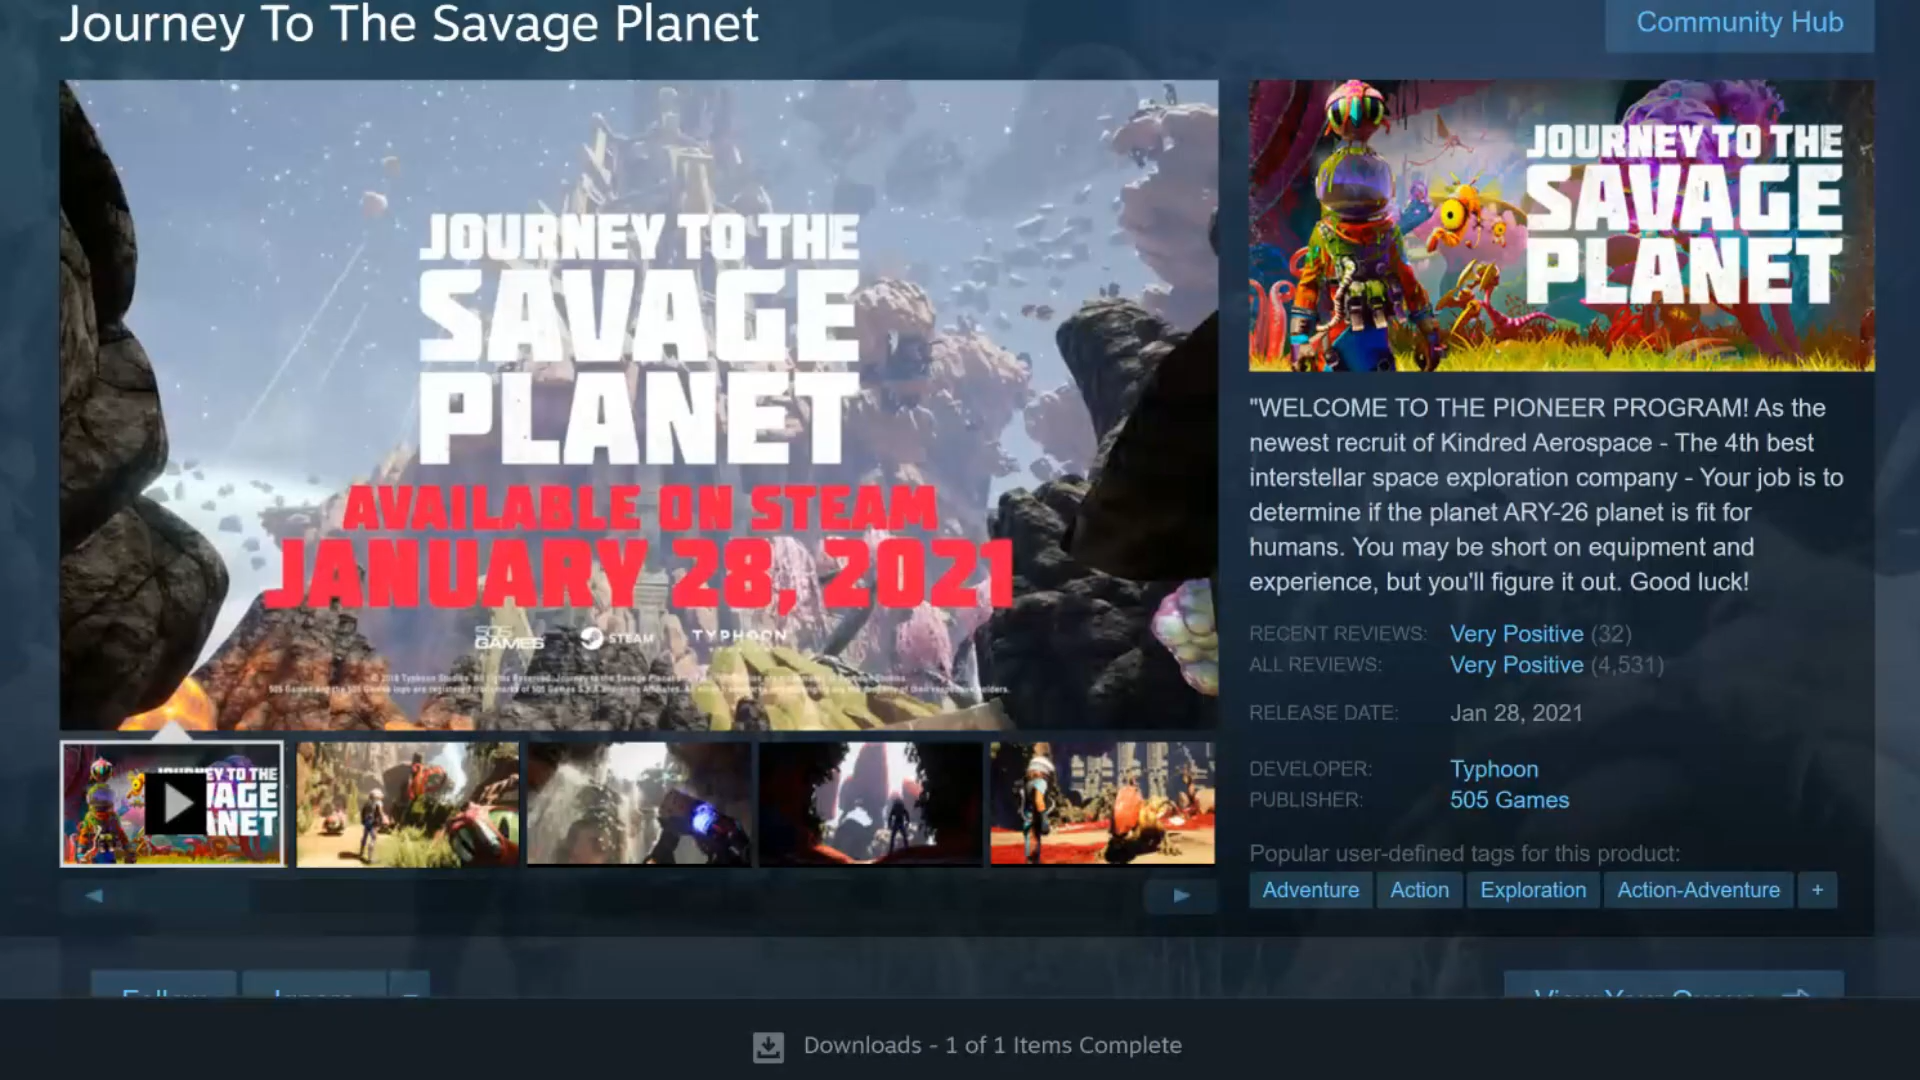 Journey To The Savage Planet
Community Hub
JOURNEY TO THE
SAVAGE
PLANET
AVAILABLE ON STEAM
JANUARY 28, 2021
505
GAMES
STEAM
TYPHOON
JOURNEY TO THE
SAVAGE
PLANET
"WELCOME TO THE PIONEER PROGRAM! As the
newest recruit of Kindred Aerospace - The 4th best
interstellar space exploration company - Your job is to
determine if the planet ARY-26 planet is fit for
humans. You may be short on equipment and
experience, but you'll figure it out. Good luck!
RECENT REVIEWS: Very Positive (32)
ALL REVIEWS: Very Positive (4,531)
RELEASE DATE: Jan 28, 2021
DEVELOPER: Typhoon
PUBLISHER: 505 Games
Popular user-defined tags for this product:
Adventure Action Exploration Action-Adventure +
Downloads - 1 of 1 Items Complete